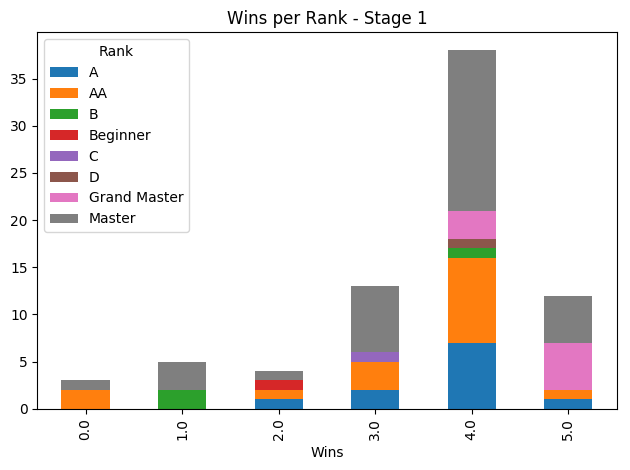 Wins per Rank - Stage 1
Rank
A
AA
B
Beginner
C
D
Grand Master
Master
35
30
25
20
15
10
5
0
0.0 1.0 2.0 3.0 4.0 5.0
Wins